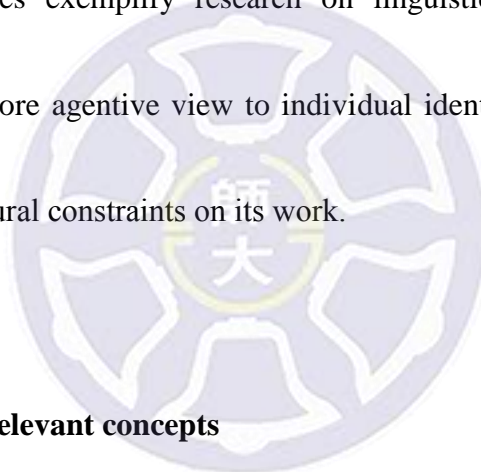 es exemplify research on linguistic
ore agentive view to individual ident
ural constraints on its work.
師
大
elevant concepts